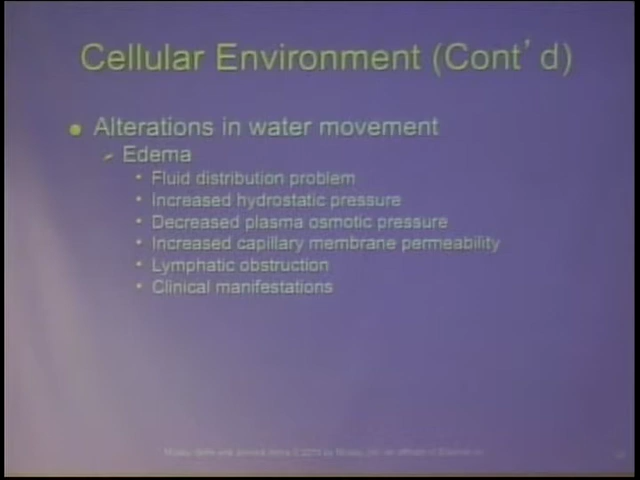 Cellular Environment (Cont' d)
Alterations in water movement
Edema
Fluid distribution problem
Increased hydrostatic pressure
Decreased plasma osmotic pressure
Increased capillary membrane permeability
Lymphatic obstruction
Clinical manifestations